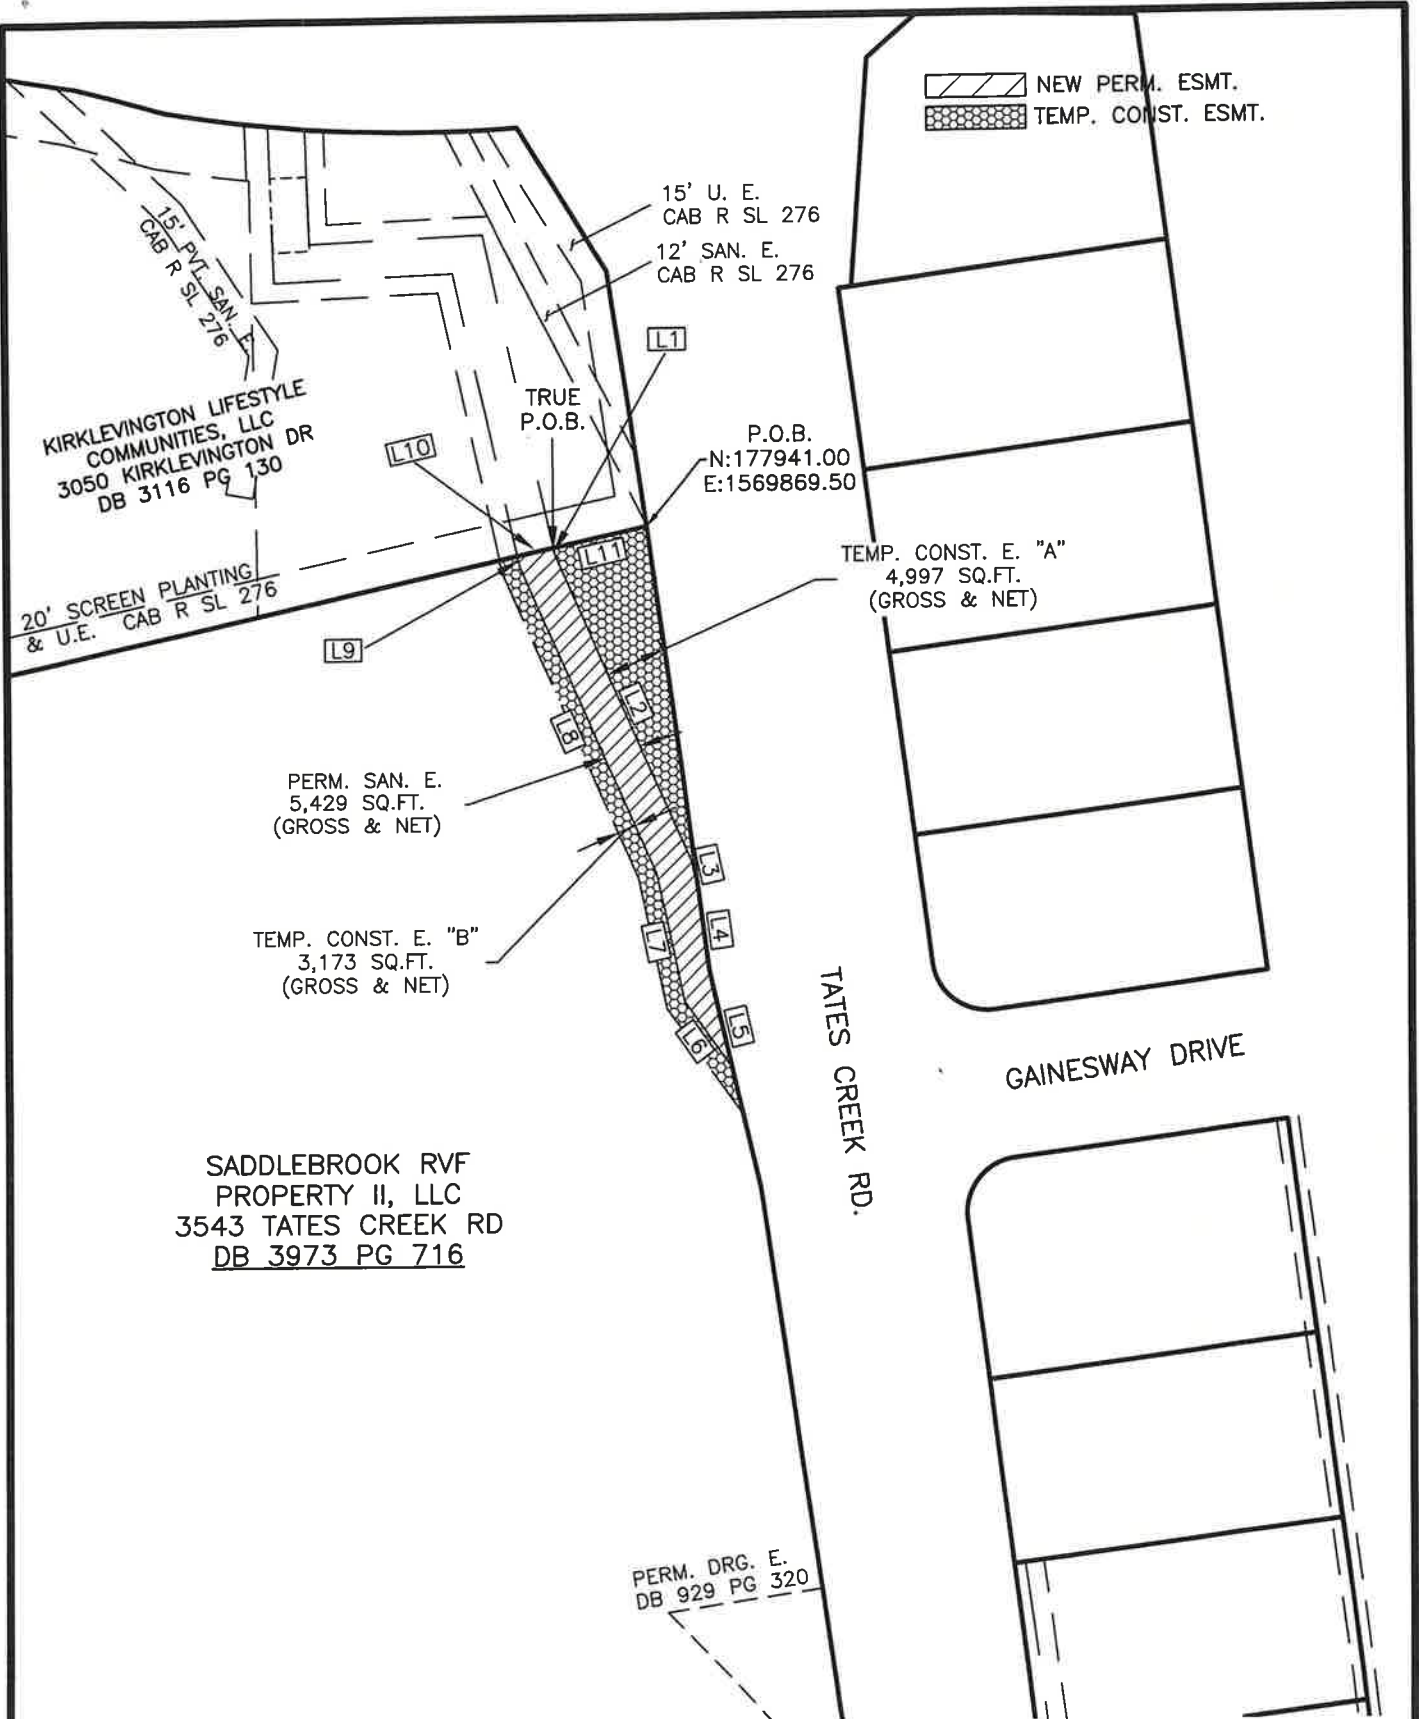 NEW PERM. ESMT.
TEMP. CONST. ESMT.
15' U. E.
CAB R SL 276
12' SAN. E.
CAB R SL 276
15' PVT. SAN. E.
CAB R SL 276
L1
TRUE
P.O.B.
KIRKLEVINGTON LIFESTYLE
COMMUNITIES, LLC
3050 KIRKLEVINGTON DR
DB 3116 PG 130
L10
P.O.B.
N:177941.00
E:1569869.50
L11
TEMP. CONST. E. "A"
4,997 SQ.FT.
(GROSS & NET)
20' SCREEN PLANTING
& U.E. CAB R SL 276
L9
L2
L8
PERM. SAN. E.
5,429 SQ.FT.
(GROSS & NET)
L3
L4
L7
TEMP. CONST. E. "B"
3,173 SQ.FT.
(GROSS & NET)
L5
L6
TATES CREEK RD.
GAINESWAY DRIVE
SADDLEBROOK RVF
PROPERTY II, LLC
3543 TATES CREEK RD
DB 3973 PG 716
PERM. DRG. E.
DB 929 PG 320